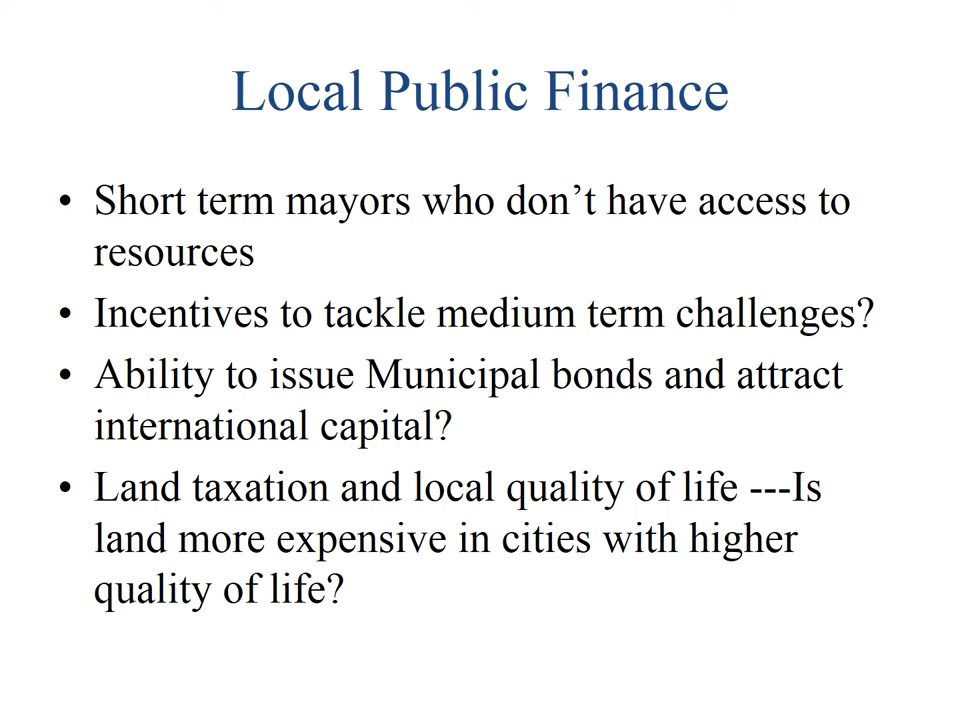 Local Public Finance
• Short term mayors who don’t have access to
resources
• Incentives to tackle medium term challenges?
• Ability to issue Municipal bonds and attract
international capital?
• Land taxation and local quality of life ---Is
land more expensive in cities with higher
quality of life?